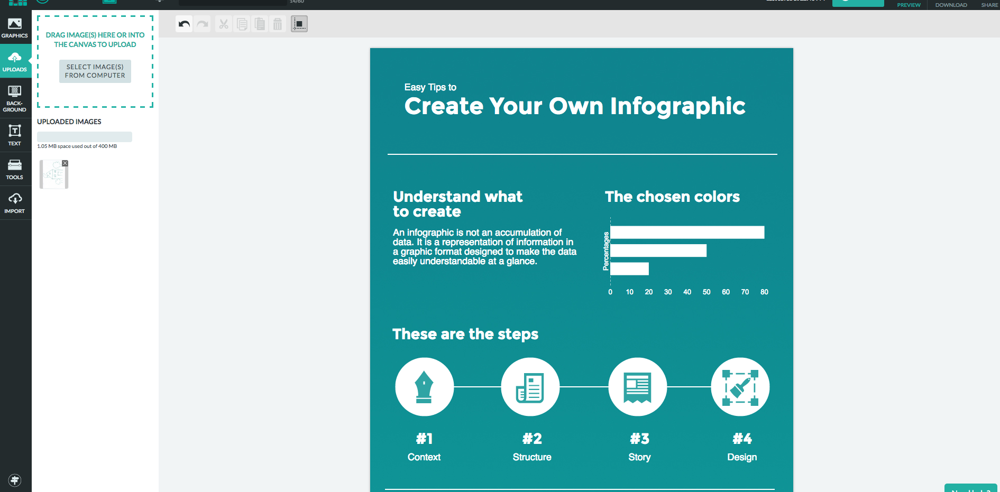 14/60
PREVIEW
DOWNLOAD
SHARE
GRAPHICS
UPLOADS
BACK-
GROUND
TEXT
TOOLS
IMPORT
DRAG IMAGE(S) HERE OR INTO
THE CANVAS TO UPLOAD
SELECT IMAGE(S)
FROM COMPUTER
UPLOADED IMAGES
1.05 MB space used out of 400 MB
Easy Tips to
Create Your Own Infographic
Understand what
to create
An infographic is not an accumulation of
data. It is a representation of information in
a graphic format designed to make the data
easily understandable at a glance.
The chosen colors
Percentages
0 10 20 30 40 50 60 70 80
These are the steps
#1 #2 #3 #4
Context Structure Story Design